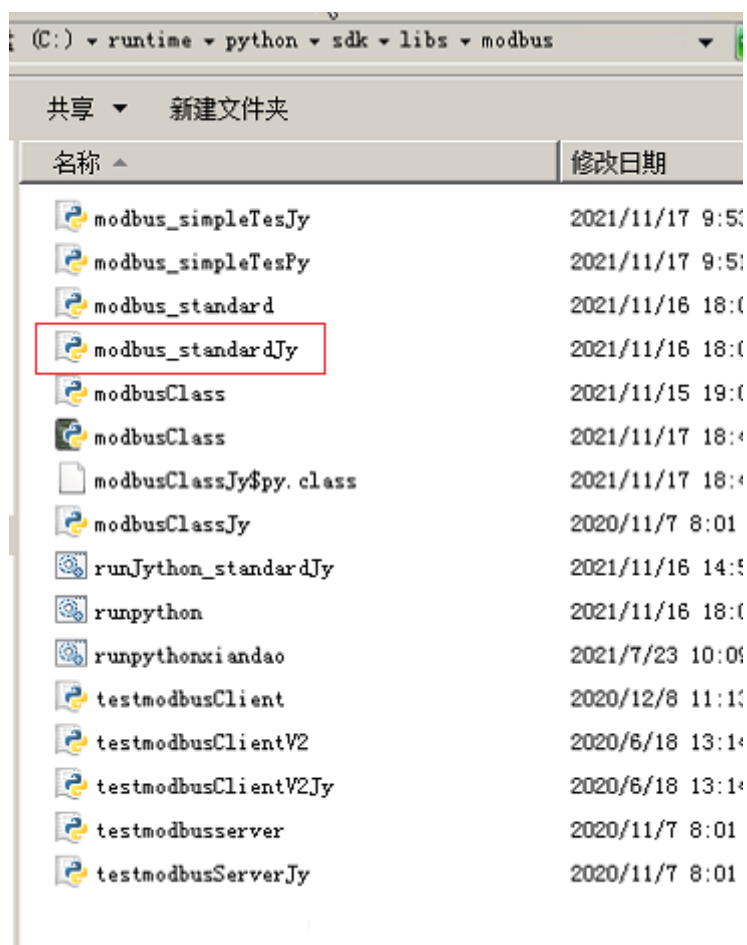 (C:) runtime python sdk libs modbus
共享 新建文件夹
名称 修改日期
modbus_simpleTesJy 2021/11/17 9:53
modbus_simpleTesPy 2021/11/17 9:51
modbus_standard 2021/11/16 18:0
modbus_standardJy 2021/11/16 18:0
modbusClass 2021/11/15 19:0
modbusClass 2021/11/17 18:4
modbusClassJy$py.class 2021/11/17 18:4
modbusClassJy 2020/11/7 8:01
runJython_standardJy 2021/11/16 14:5
runpython 2021/11/16 18:0
runpythonxiandao 2021/7/23 10:09
testmodbusClient 2020/12/8 11:13
testmodbusClientV2 2020/6/18 13:14
testmodbusClientV2Jy 2020/6/18 13:14
testmodbusserver 2020/11/7 8:01
testmodbusServerJy 2020/11/7 8:01